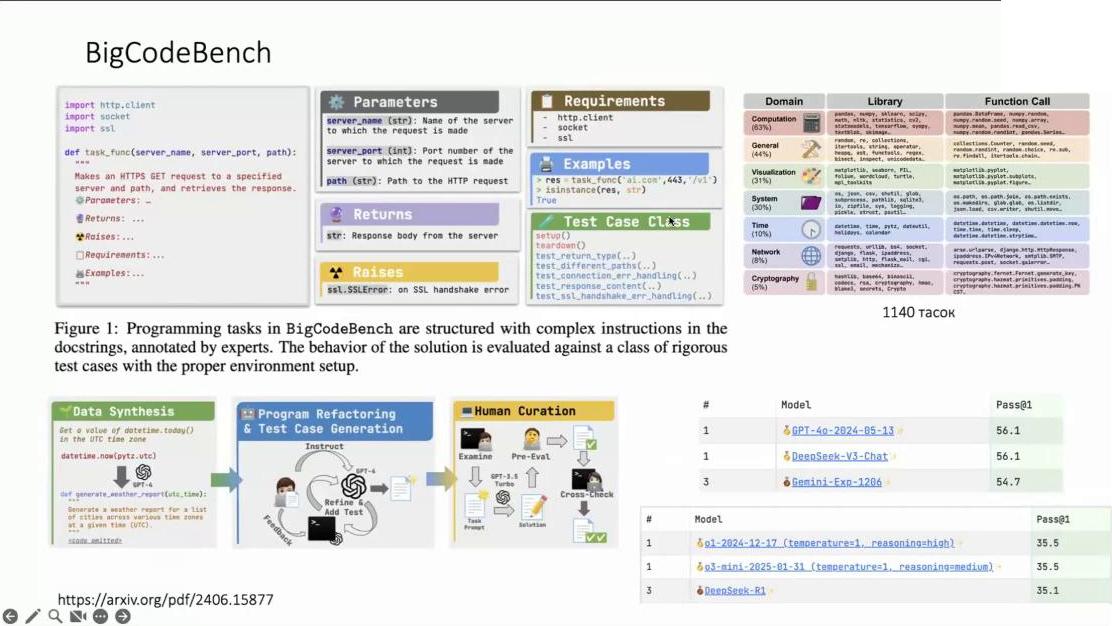 BigCodeBench
import http.client
import socket
import ssl
def task_func(server_name, server_port, path):
"""
Makes an HTTPS GET request to a specified
server and path, and retrieves the response.
Parameters: ...
Returns: ...
Raises:...
Requirements:...
Examples:...
"""
Parameters
server_name (str): Name of the server
to which the request is made
server_port (int): Port number of the
server to which the request is made
path (str): Path to the HTTP request
Returns
str: Response body from the server
Raises
ssl.SSLError: on SSL handshake error
Requirements
- http.client
- socket
- ssl
Examples
> res = task_func('ai.com',443,'/v1')
> isinstance(res, str)
True
Test Case Class
setup()
teardown()
test_return_type(..)
test_different_paths(..)
test_connection_err_handling(..)
test_response_content(..)
test_ssl_handshake_err_handling(..)
Domain Library Function Call
Computation
(63%)
General
(44%)
Visualization
(31%)
System
(30%)
Time
(10%)
Network
(8%)
Cryptography
(5%)
1140 тасок
Figure 1: Programming tasks in BigCodeBench are structured with complex instructions in the
docstrings, annotated by experts. The behavior of the solution is evaluated against a class of rigorous
test cases with the proper environment setup.
Data Synthesis
Get a value of datetime.today()
in the UTC time zone
datetime.now(pytz.utc)
GPT-4
def generate_weather_report(utc_time):
"""
Generate a weather report for a list
of cities across various time zones
at a given time (UTC).
"""
<code omitted>
Program Refactoring
& Test Case Generation
Instruct
GPT-4
Refine &
Add Test
Feedback
Human Curation
Examine Pre-Eval
GPT-3.5
Turbo
Cross-Check
Task
Prompt
Solution
# Model Pass@1
1 GPT-4o-2024-05-13 56.1
1 DeepSeek-V3-Chat 56.1
3 Gemini-Exp-1206 54.7
# Model Pass@1
1 o1-2024-12-17 (temperature=1, reasoning=high) 35.5
1 o3-mini-2025-01-31 (temperature=1, reasoning=medium) 35.5
3 DeepSeek-R1 35.1
https://arxiv.org/pdf/2406.15877